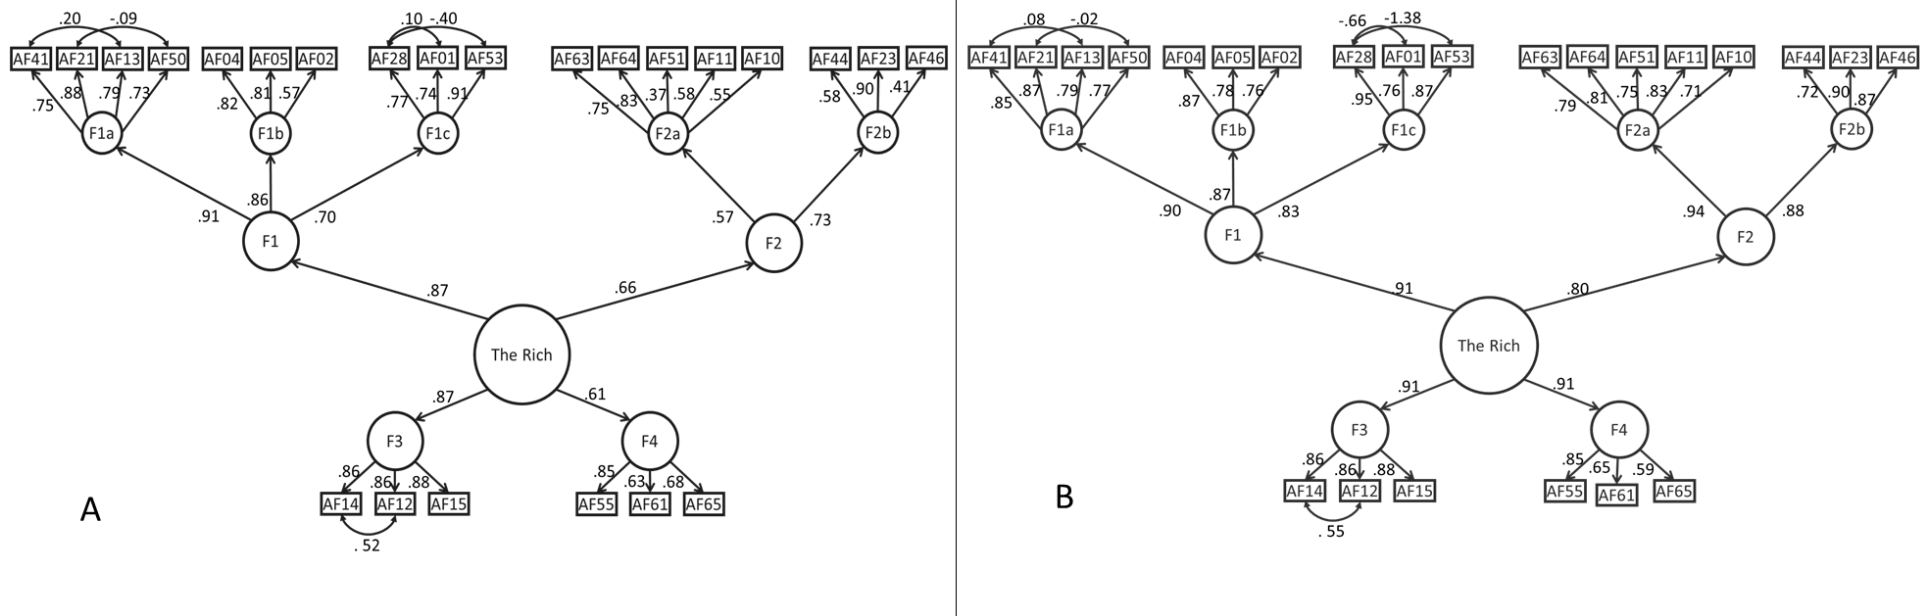 .20 -.09 .10 -.40
AF41 AF21 AF13 AF50 AF04 AF05 AF02 AF28 AF01 AF53 AF63 AF64 AF51 AF11 AF10 AF44 AF23 AF46
.75 .88 .79 .73 .82 .81 .57 .77 .74 .91 .75 .83 .37 .58 .55 .58 .90 .41
F1a F1b F1c F2a F2b
.91 .86 .70 .57 .73
F1 F2
.87 .66
The Rich
.87 .61
F3 F4
.86 .86 .88 .85 .63 .68
AF14 AF12 AF15 AF55 AF61 AF65
. 52
A
.08 -.02 -.66 -1.38
AF41 AF21 AF13 AF50 AF04 AF05 AF02 AF28 AF01 AF53 AF63 AF64 AF51 AF11 AF10 AF44 AF23 AF46
.85 .87 .79 .77 .87 .78 .76 .95 .76 .87 .79 .81 .75 .83 .71 .72 .90 .87
F1a F1b F1c F2a F2b
.90 .87 .83 .94 .88
F1 F2
.91 .80
The Rich
.91 .91
F3 F4
.86 .86 .88 .85 .65 .59
AF14 AF12 AF15 AF55 AF61 AF65
. 55
B